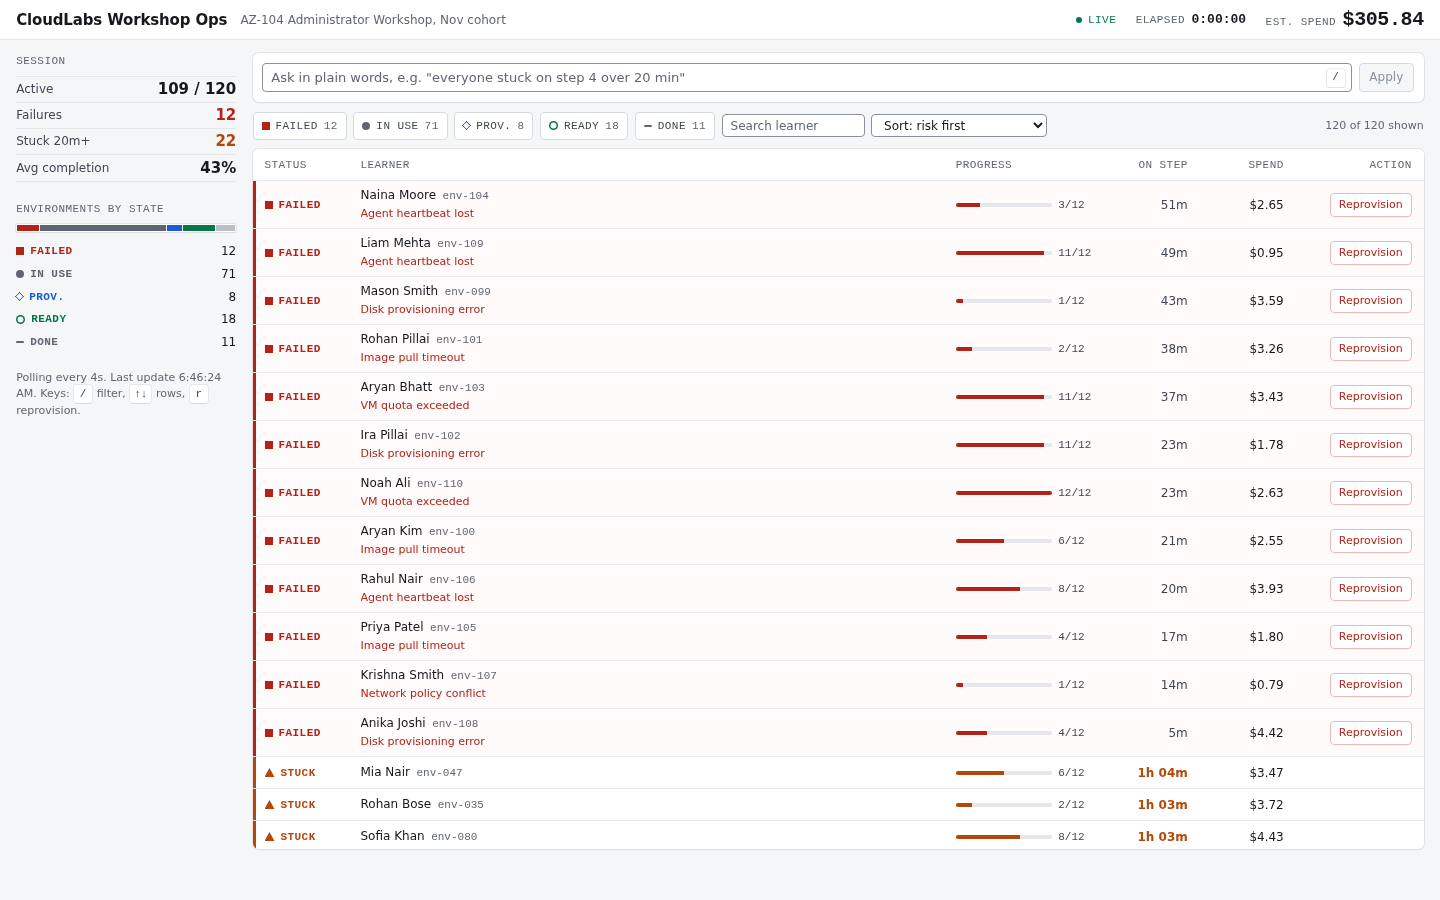 CloudLabs Workshop Ops AZ-104 Administrator Workshop, Nov cohort LIVE ELAPSED 0:00:00 EST. SPEND $305.84
SESSION
Active 109 / 120
Failures 12
Stuck 20m+ 22
Avg completion 43%
ENVIRONMENTS BY STATE
FAILED 12
IN USE 71
PROV. 8
READY 18
DONE 11
Polling every 4s. Last update 6:46:24
AM. Keys: / filter, ↑↓ rows, r
reprovision.
Ask in plain words, e.g. "everyone stuck on step 4 over 20 min" / Apply
FAILED 12 IN USE 71 PROV. 8 READY 18 DONE 11 Search learner Sort: risk first 120 of 120 shown
STATUS LEARNER PROGRESS ON STEP SPEND ACTION
FAILED Naina Moore env-104 3/12 51m $2.65 Reprovision
Agent heartbeat lost
FAILED Liam Mehta env-109 11/12 49m $0.95 Reprovision
Agent heartbeat lost
FAILED Mason Smith env-099 1/12 43m $3.59 Reprovision
Disk provisioning error
FAILED Rohan Pillai env-101 2/12 38m $3.26 Reprovision
Image pull timeout
FAILED Aryan Bhatt env-103 11/12 37m $3.43 Reprovision
VM quota exceeded
FAILED Ira Pillai env-102 11/12 23m $1.78 Reprovision
Disk provisioning error
FAILED Noah Ali env-110 12/12 23m $2.63 Reprovision
VM quota exceeded
FAILED Aryan Kim env-100 6/12 21m $2.55 Reprovision
Image pull timeout
FAILED Rahul Nair env-106 8/12 20m $3.93 Reprovision
Agent heartbeat lost
FAILED Priya Patel env-105 4/12 17m $1.80 Reprovision
Image pull timeout
FAILED Krishna Smith env-107 1/12 14m $0.79 Reprovision
Network policy conflict
FAILED Anika Joshi env-108 4/12 5m $4.42 Reprovision
Disk provisioning error
STUCK Mia Nair env-047 6/12 1h 04m $3.47
STUCK Rohan Bose env-035 2/12 1h 03m $3.72
STUCK Sofia Khan env-080 8/12 1h 03m $4.43